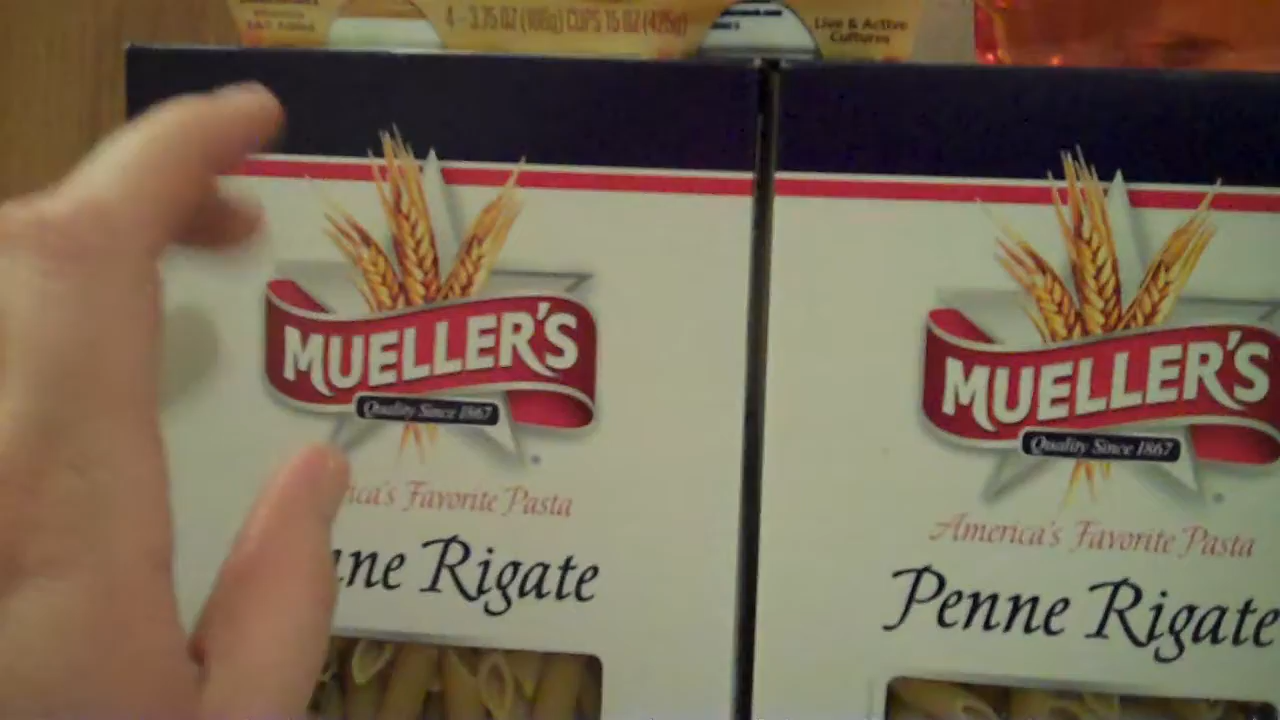 4-3.75 OZ (106g) CUPS 15 OZ (425g)
Live & Active
Cultures
MUELLER'S
Quality Since 1867
ica's Favorite Pasta
nne Rigate
MUELLER'S
Quality Since 1867
America's Favorite Pasta
Penne Rigate